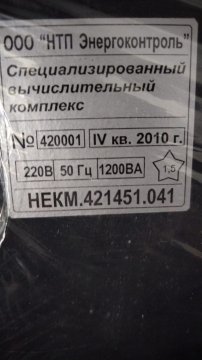 ООО "НТП Энергоконтроль"
Специализированный
вычислительный
комплекс
№ 420001 IV кв. 2010 г.
220В 50 Гц 1200ВА 1,5
НЕКМ.421451.041